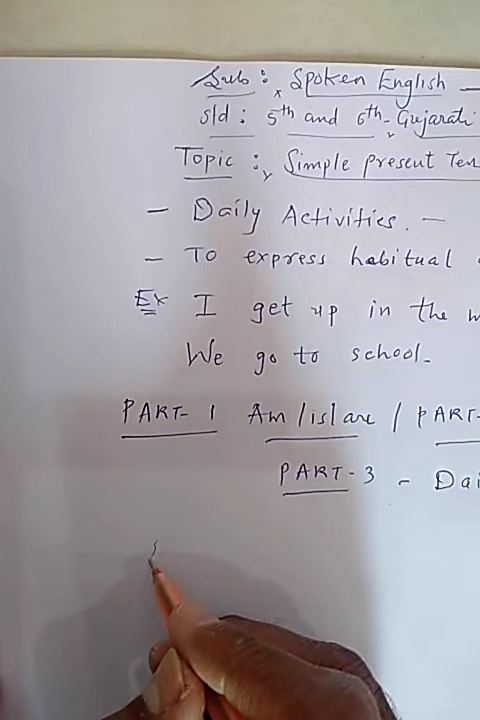 Sub : Spoken English -
std : 5th and 6th - Gujarati
Topic : Simple present Ten
- Daily Activities. -
- To express habitual
Ex I get up in the m
We go to school.
PART-1 Am/is/are / PART-
PART-3 - Dai